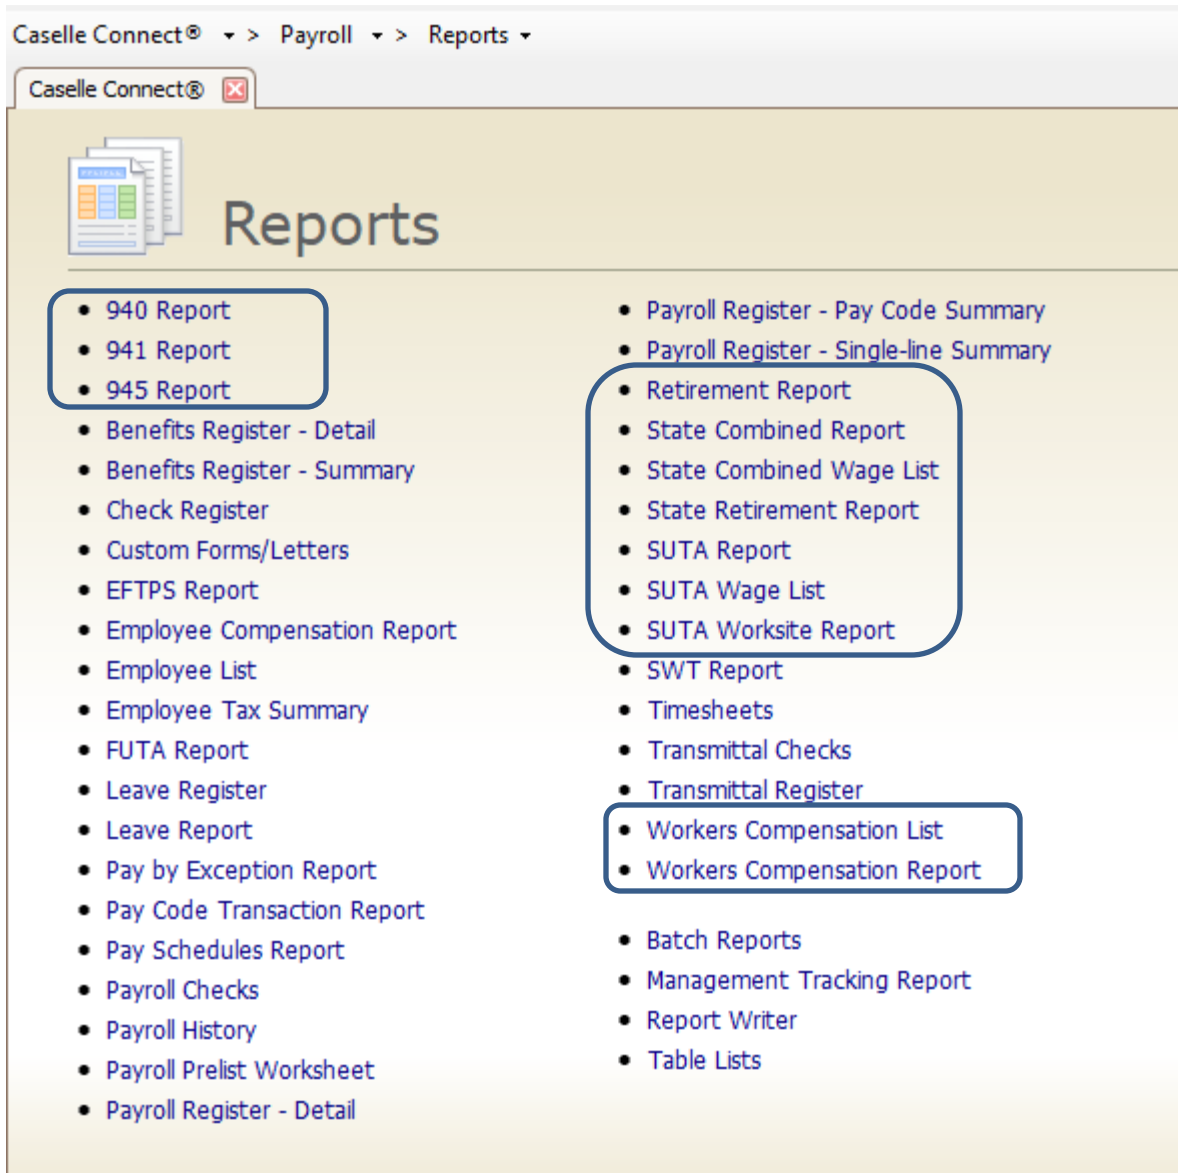 Caselle Connect® > Payroll > Reports
Caselle Connect®
Reports
940 Report
941 Report
945 Report
Benefits Register - Detail
Benefits Register - Summary
Check Register
Custom Forms/Letters
EFTPS Report
Employee Compensation Report
Employee List
Employee Tax Summary
FUTA Report
Leave Register
Leave Report
Pay by Exception Report
Pay Code Transaction Report
Pay Schedules Report
Payroll Checks
Payroll History
Payroll Prelist Worksheet
Payroll Register - Detail
Payroll Register - Pay Code Summary
Payroll Register - Single-line Summary
Retirement Report
State Combined Report
State Combined Wage List
State Retirement Report
SUTA Report
SUTA Wage List
SUTA Worksite Report
SWT Report
Timesheets
Transmittal Checks
Transmittal Register
Workers Compensation List
Workers Compensation Report
Batch Reports
Management Tracking Report
Report Writer
Table Lists